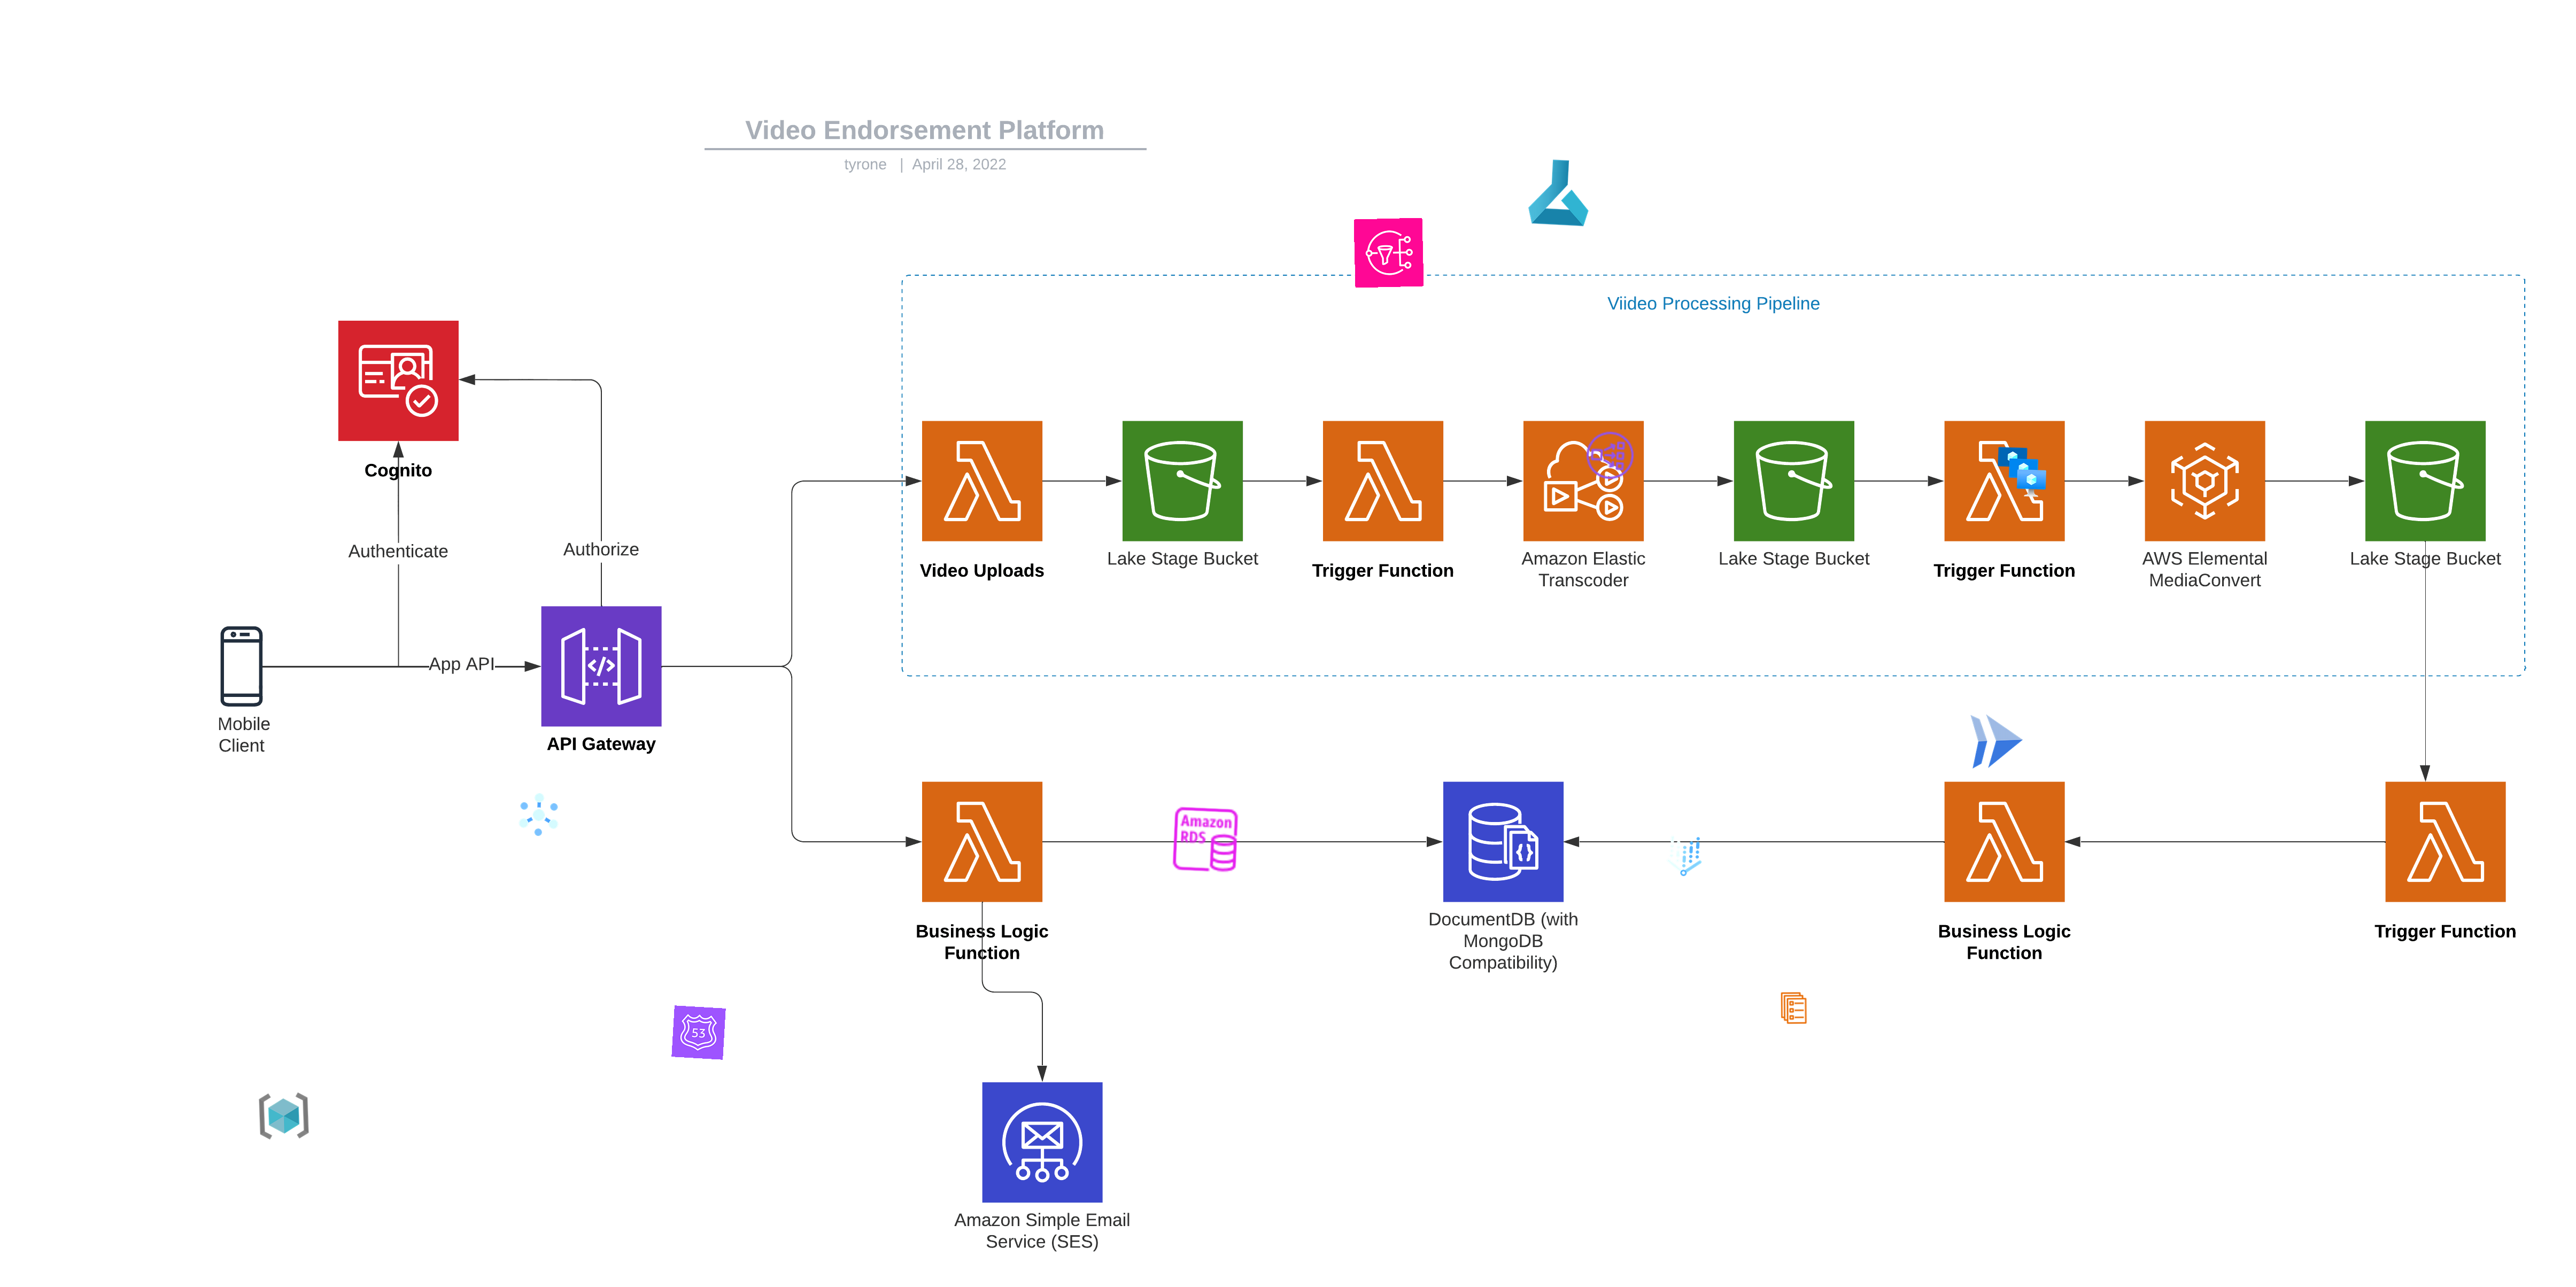 Video Endorsement Platform
tyrone | April 28, 2022
Viideo Processing Pipeline
Cognito
Authenticate
Authorize
Video Uploads
Lake Stage Bucket
Trigger Function
Amazon Elastic
Transcoder
Lake Stage Bucket
Trigger Function
AWS Elemental
MediaConvert
Lake Stage Bucket
App API
Mobile
Client
API Gateway
Amazon
RDS
Business Logic
Function
DocumentDB (with
MongoDB
Compatibility)
Business Logic
Function
Trigger Function
53
Amazon Simple Email
Service (SES)